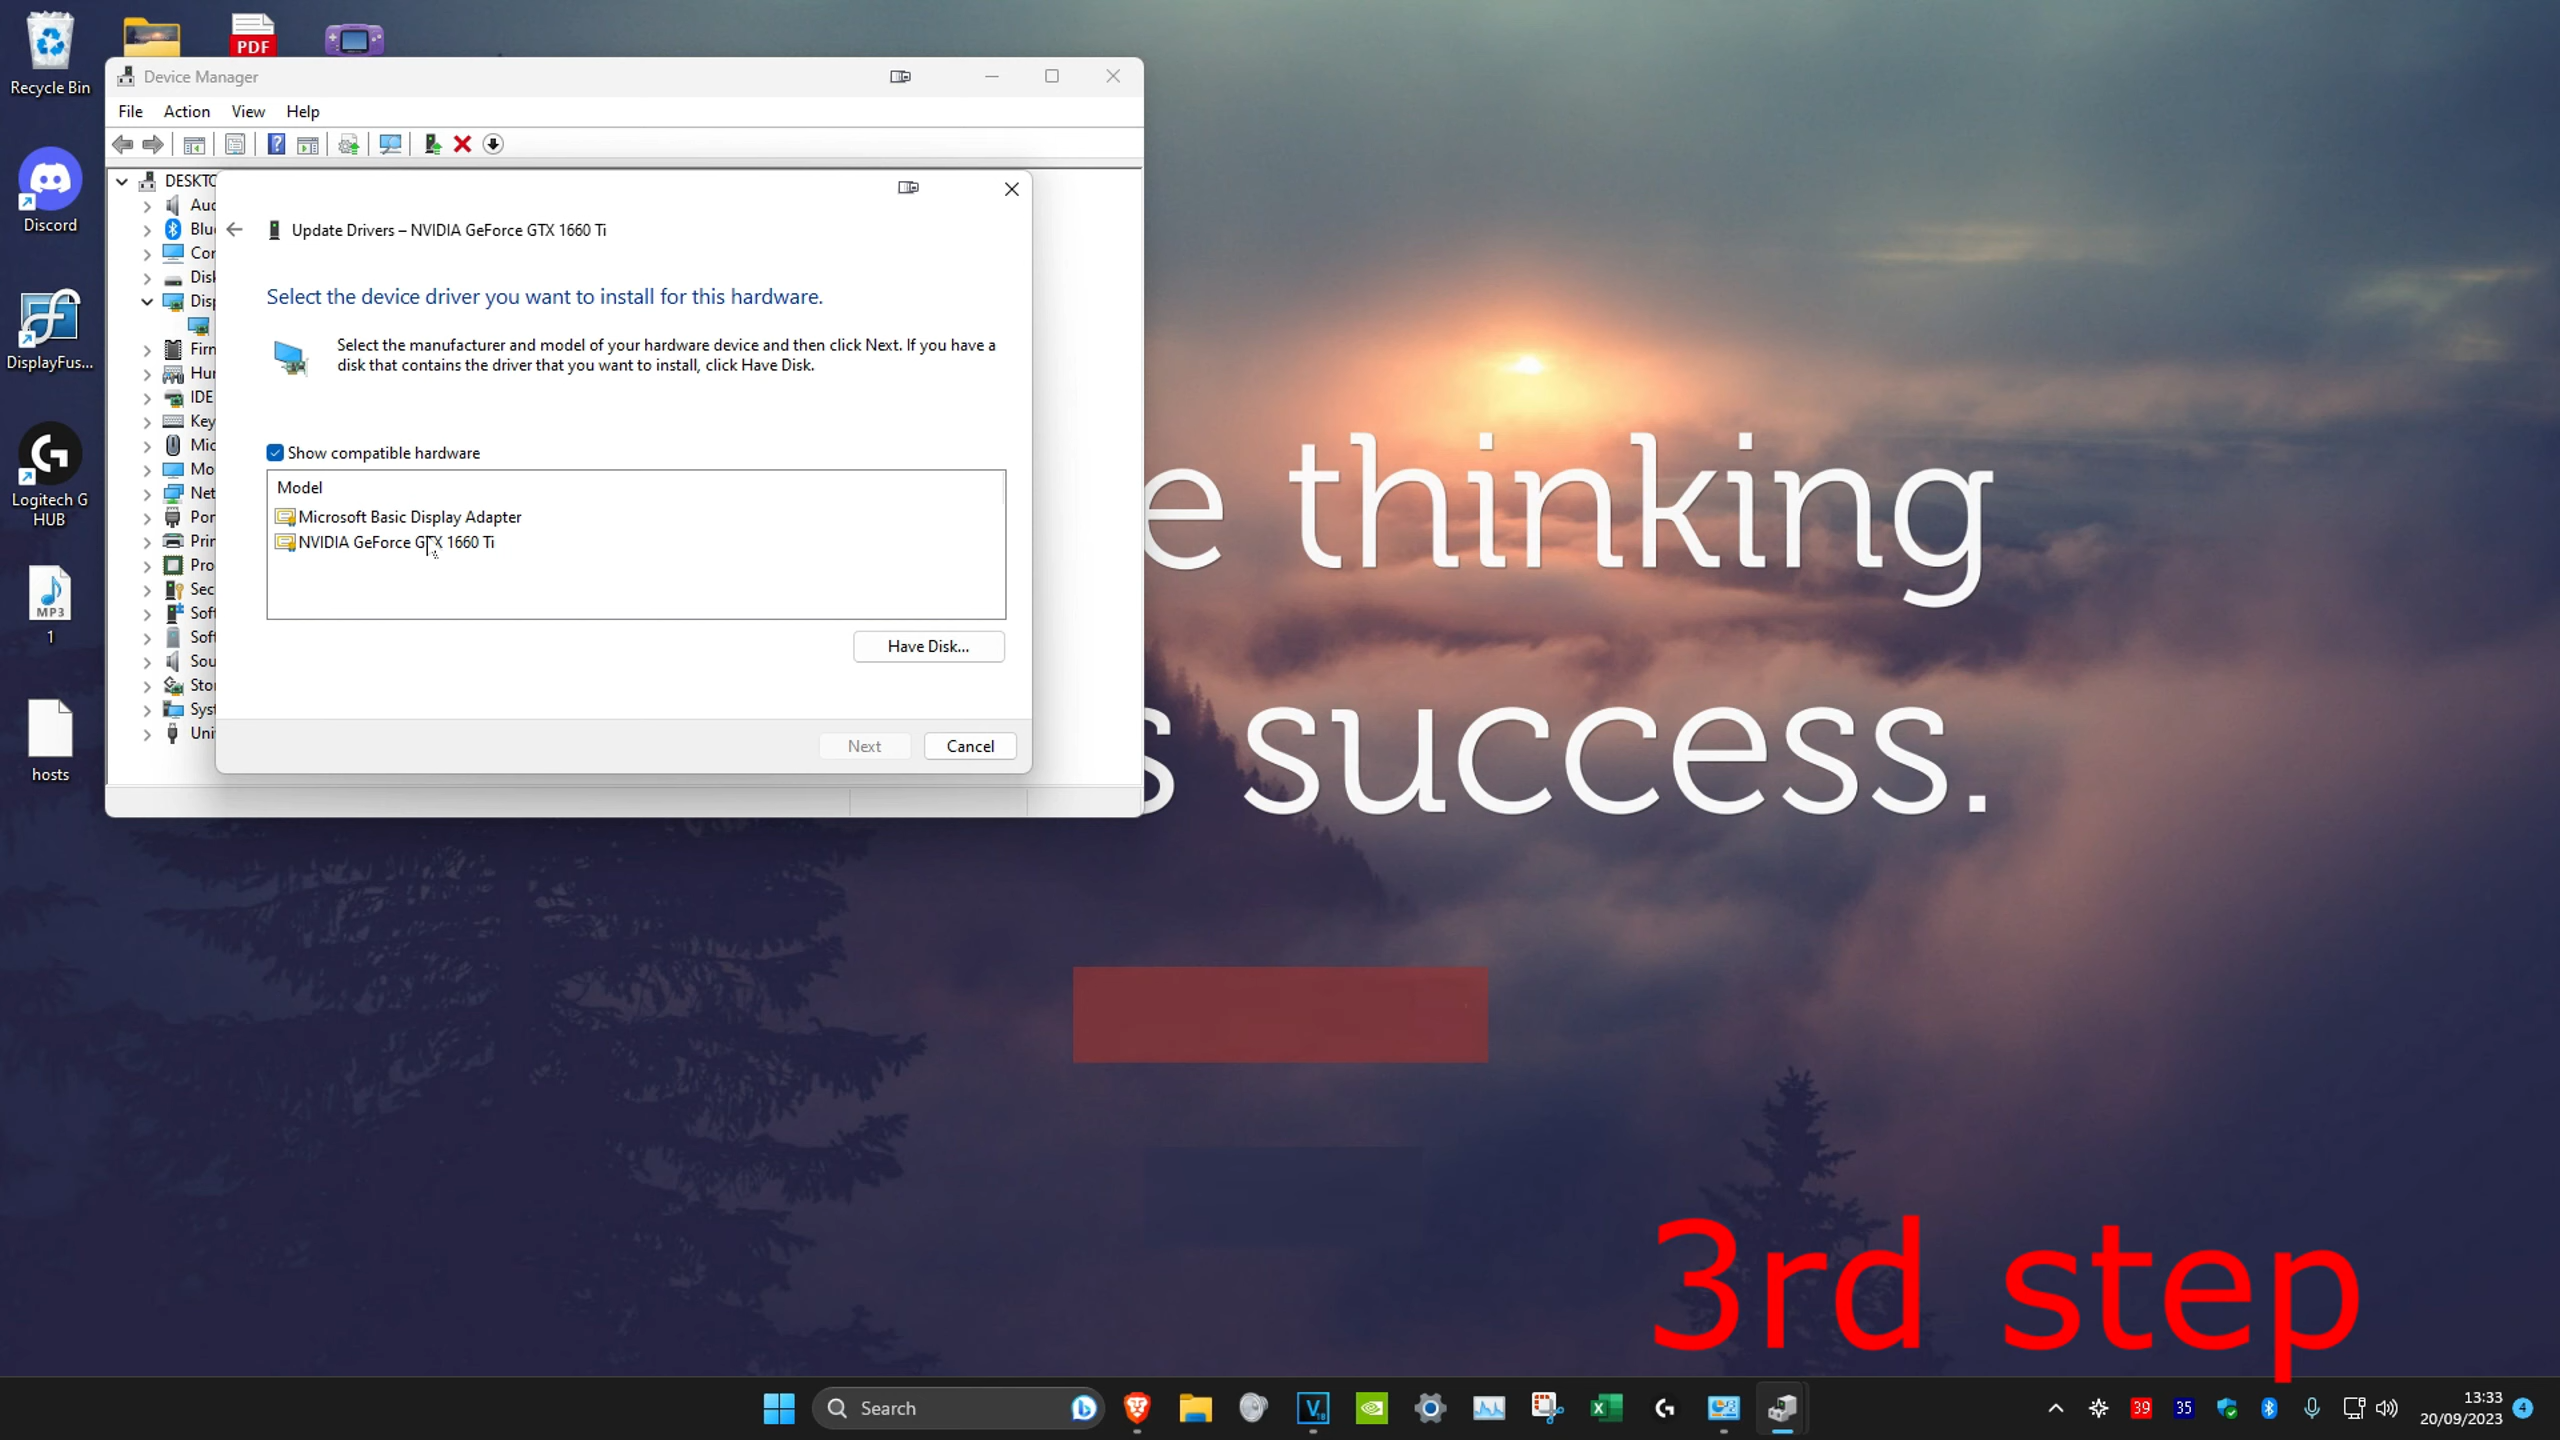 Recycle Bin
PDF
Discord
DisplayFus...
Logitech G
HUB
MP3
1
hosts
Device Manager
File Action View Help
DESKTO
Auc
Blu
Cor
Disk
Disp
Firn
Hur
IDE
Key
Mic
Mo
Net
Por
Prin
Pro
Sec
Soft
Soft
Sou
Stor
Syst
Uni
Update Drivers – NVIDIA GeForce GTX 1660 Ti
Select the device driver you want to install for this hardware.
Select the manufacturer and model of your hardware device and then click Next. If you have a
disk that contains the driver that you want to install, click Have Disk.
Show compatible hardware
Model
Microsoft Basic Display Adapter
NVIDIA GeForce GTX 1660 Ti
Have Disk...
Next Cancel
e thinking
s success.
3rd step
Search
39 35
13:33
20/09/2023
4